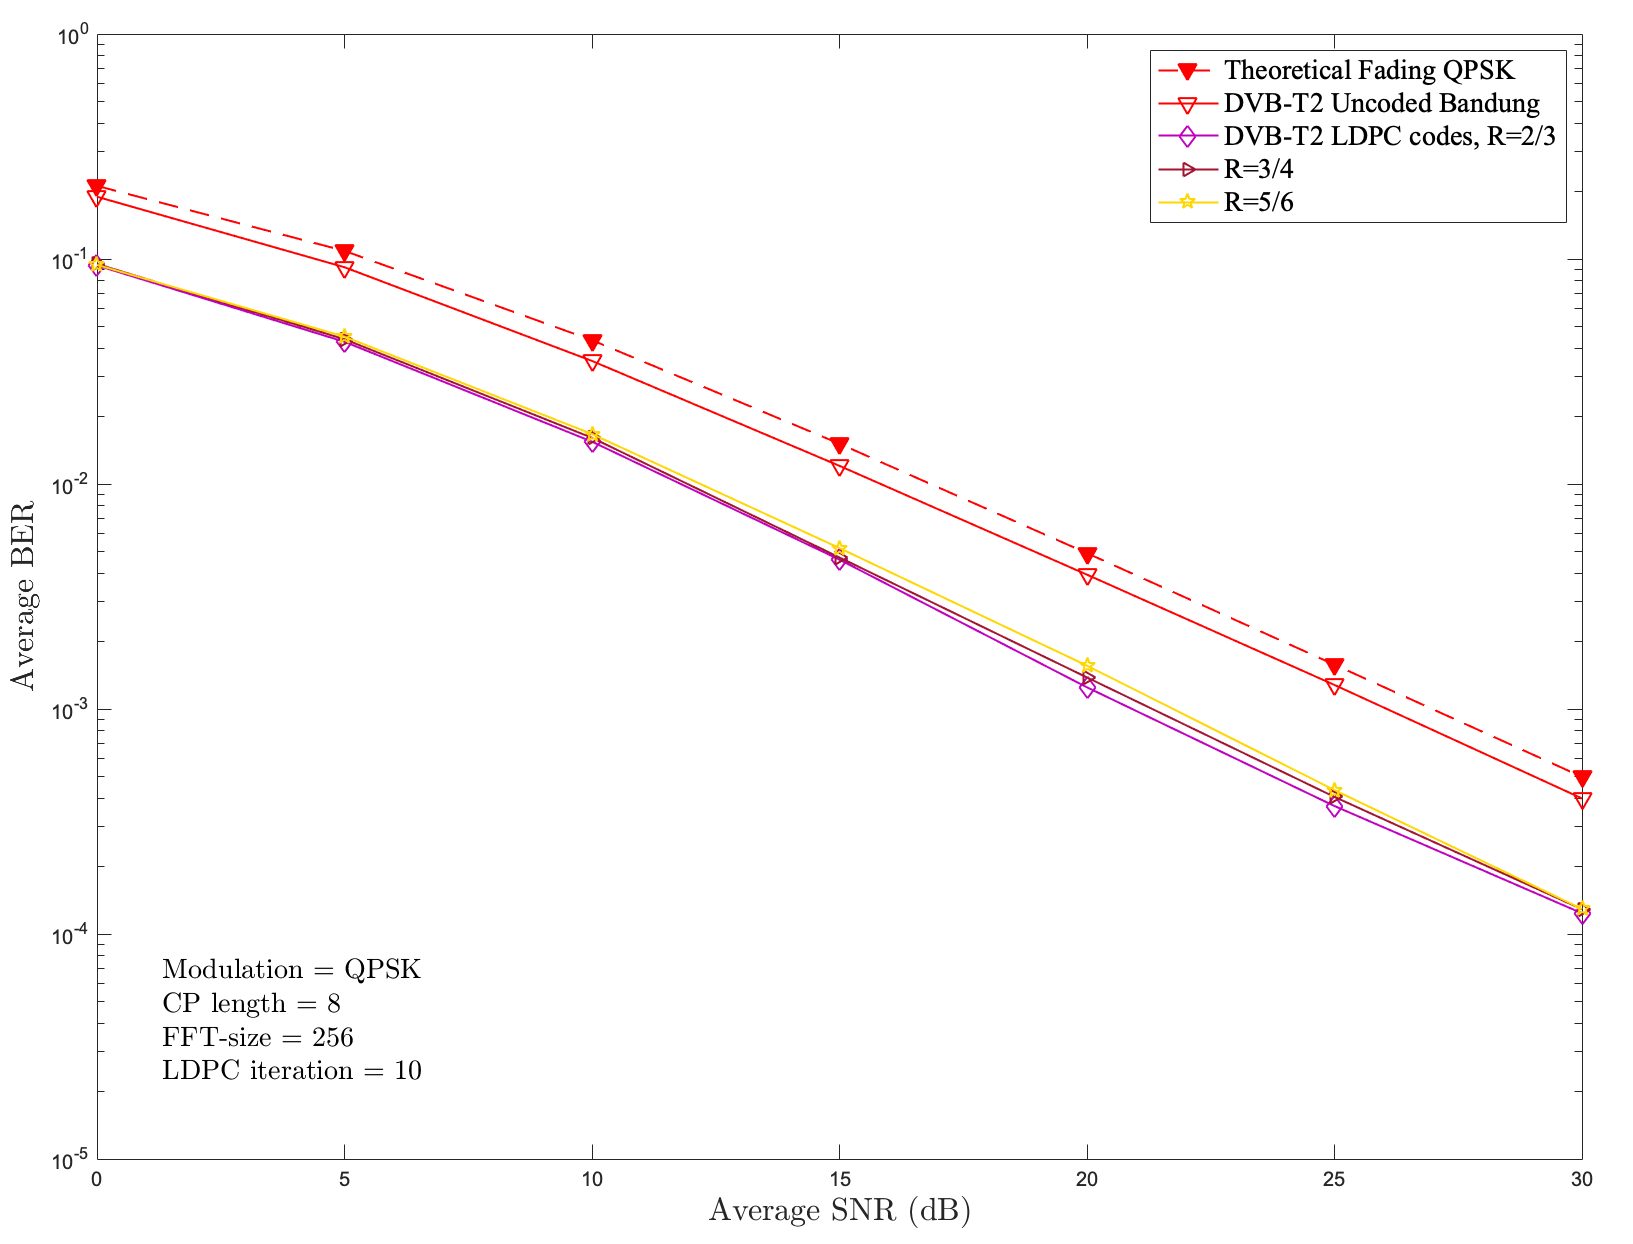 Theoretical Fading QPSK
DVB-T2 Uncoded Bandung
DVB-T2 LDPC codes, R=2/3
R=3/4
R=5/6
10^0
10^-1
10^-2
10^-3
10^-4
10^-5
Average BER
Modulation = QPSK
CP length = 8
FFT-size = 256
LDPC iteration = 10
0 5 10 15 20 25 30
Average SNR (dB)